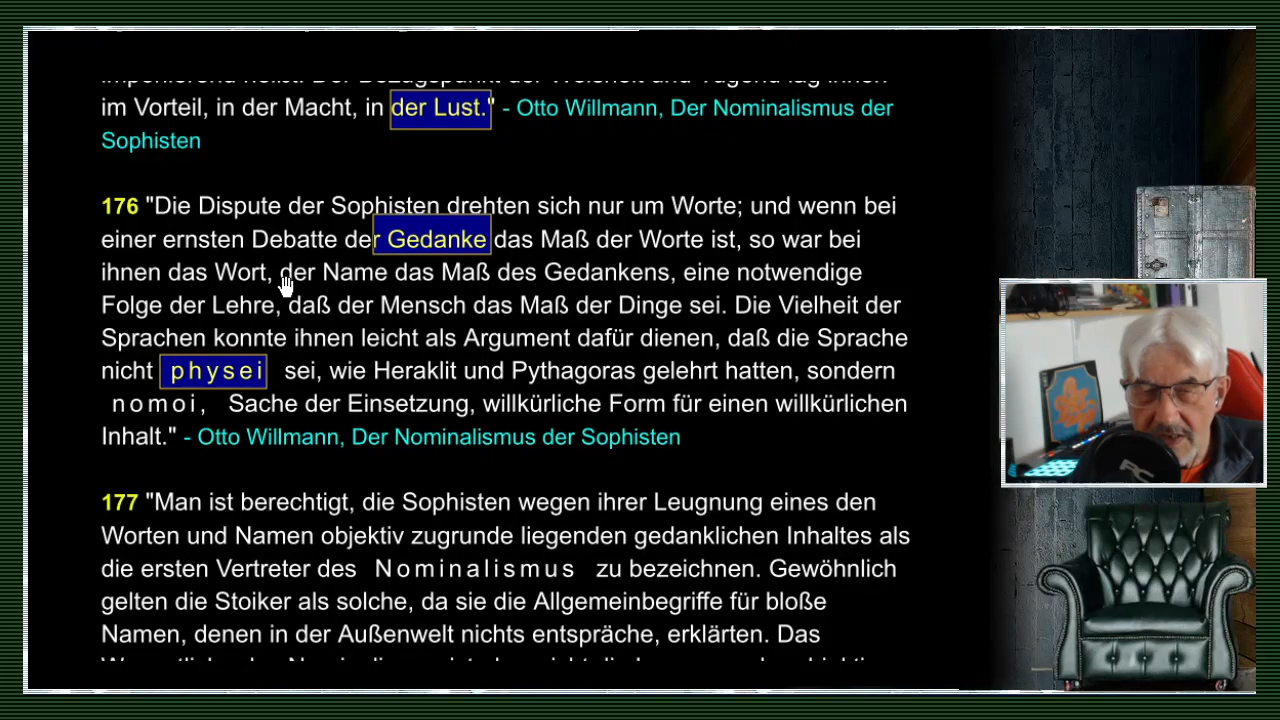 im Vorteil, in der Macht, in der Lust." - Otto Willmann, Der Nominalismus der
Sophisten
176 "Die Dispute der Sophisten drehten sich nur um Worte; und wenn bei
einer ernsten Debatte der Gedanke das Maß der Worte ist, so war bei
ihnen das Wort, der Name das Maß des Gedankens, eine notwendige
Folge der Lehre, daß der Mensch das Maß der Dinge sei. Die Vielheit der
Sprachen konnte ihnen leicht als Argument dafür dienen, daß die Sprache
nicht physei sei, wie Heraklit und Pythagoras gelehrt hatten, sondern
nomoi, Sache der Einsetzung, willkürliche Form für einen willkürlichen
Inhalt." - Otto Willmann, Der Nominalismus der Sophisten
177 "Man ist berechtigt, die Sophisten wegen ihrer Leugnung eines den
Worten und Namen objektiv zugrunde liegenden gedanklichen Inhaltes als
die ersten Vertreter des Nominalismus zu bezeichnen. Gewöhnlich
gelten die Stoiker als solche, da sie die Allgemeinbegriffe für bloße
Namen, denen in der Außenwelt nichts entspräche, erklärten. Das